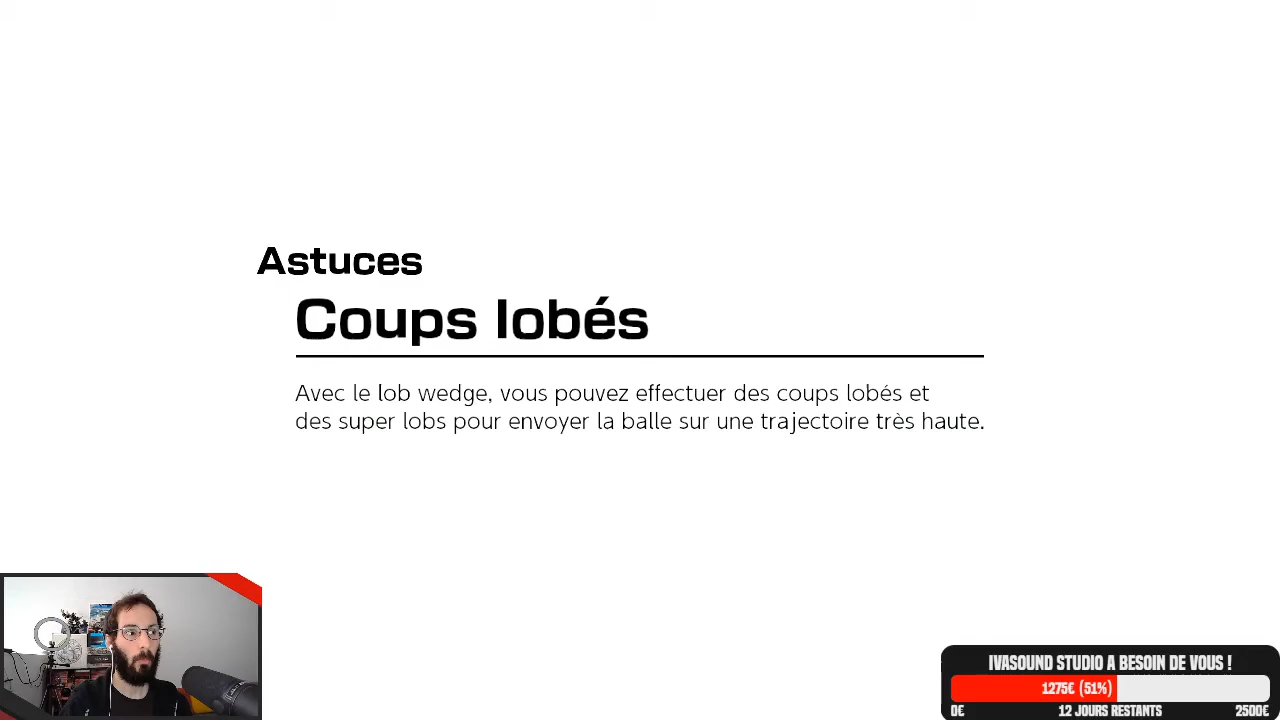 Astuces
Coups lobés
Avec le lob wedge, vous pouvez effectuer des coups lobés et
des super lobs pour envoyer la balle sur une trajectoire très haute.
IVASOUND STUDIO A BESOIN DE VOUS !
1275€ (51%)
0€ 12 JOURS RESTANTS 2500€